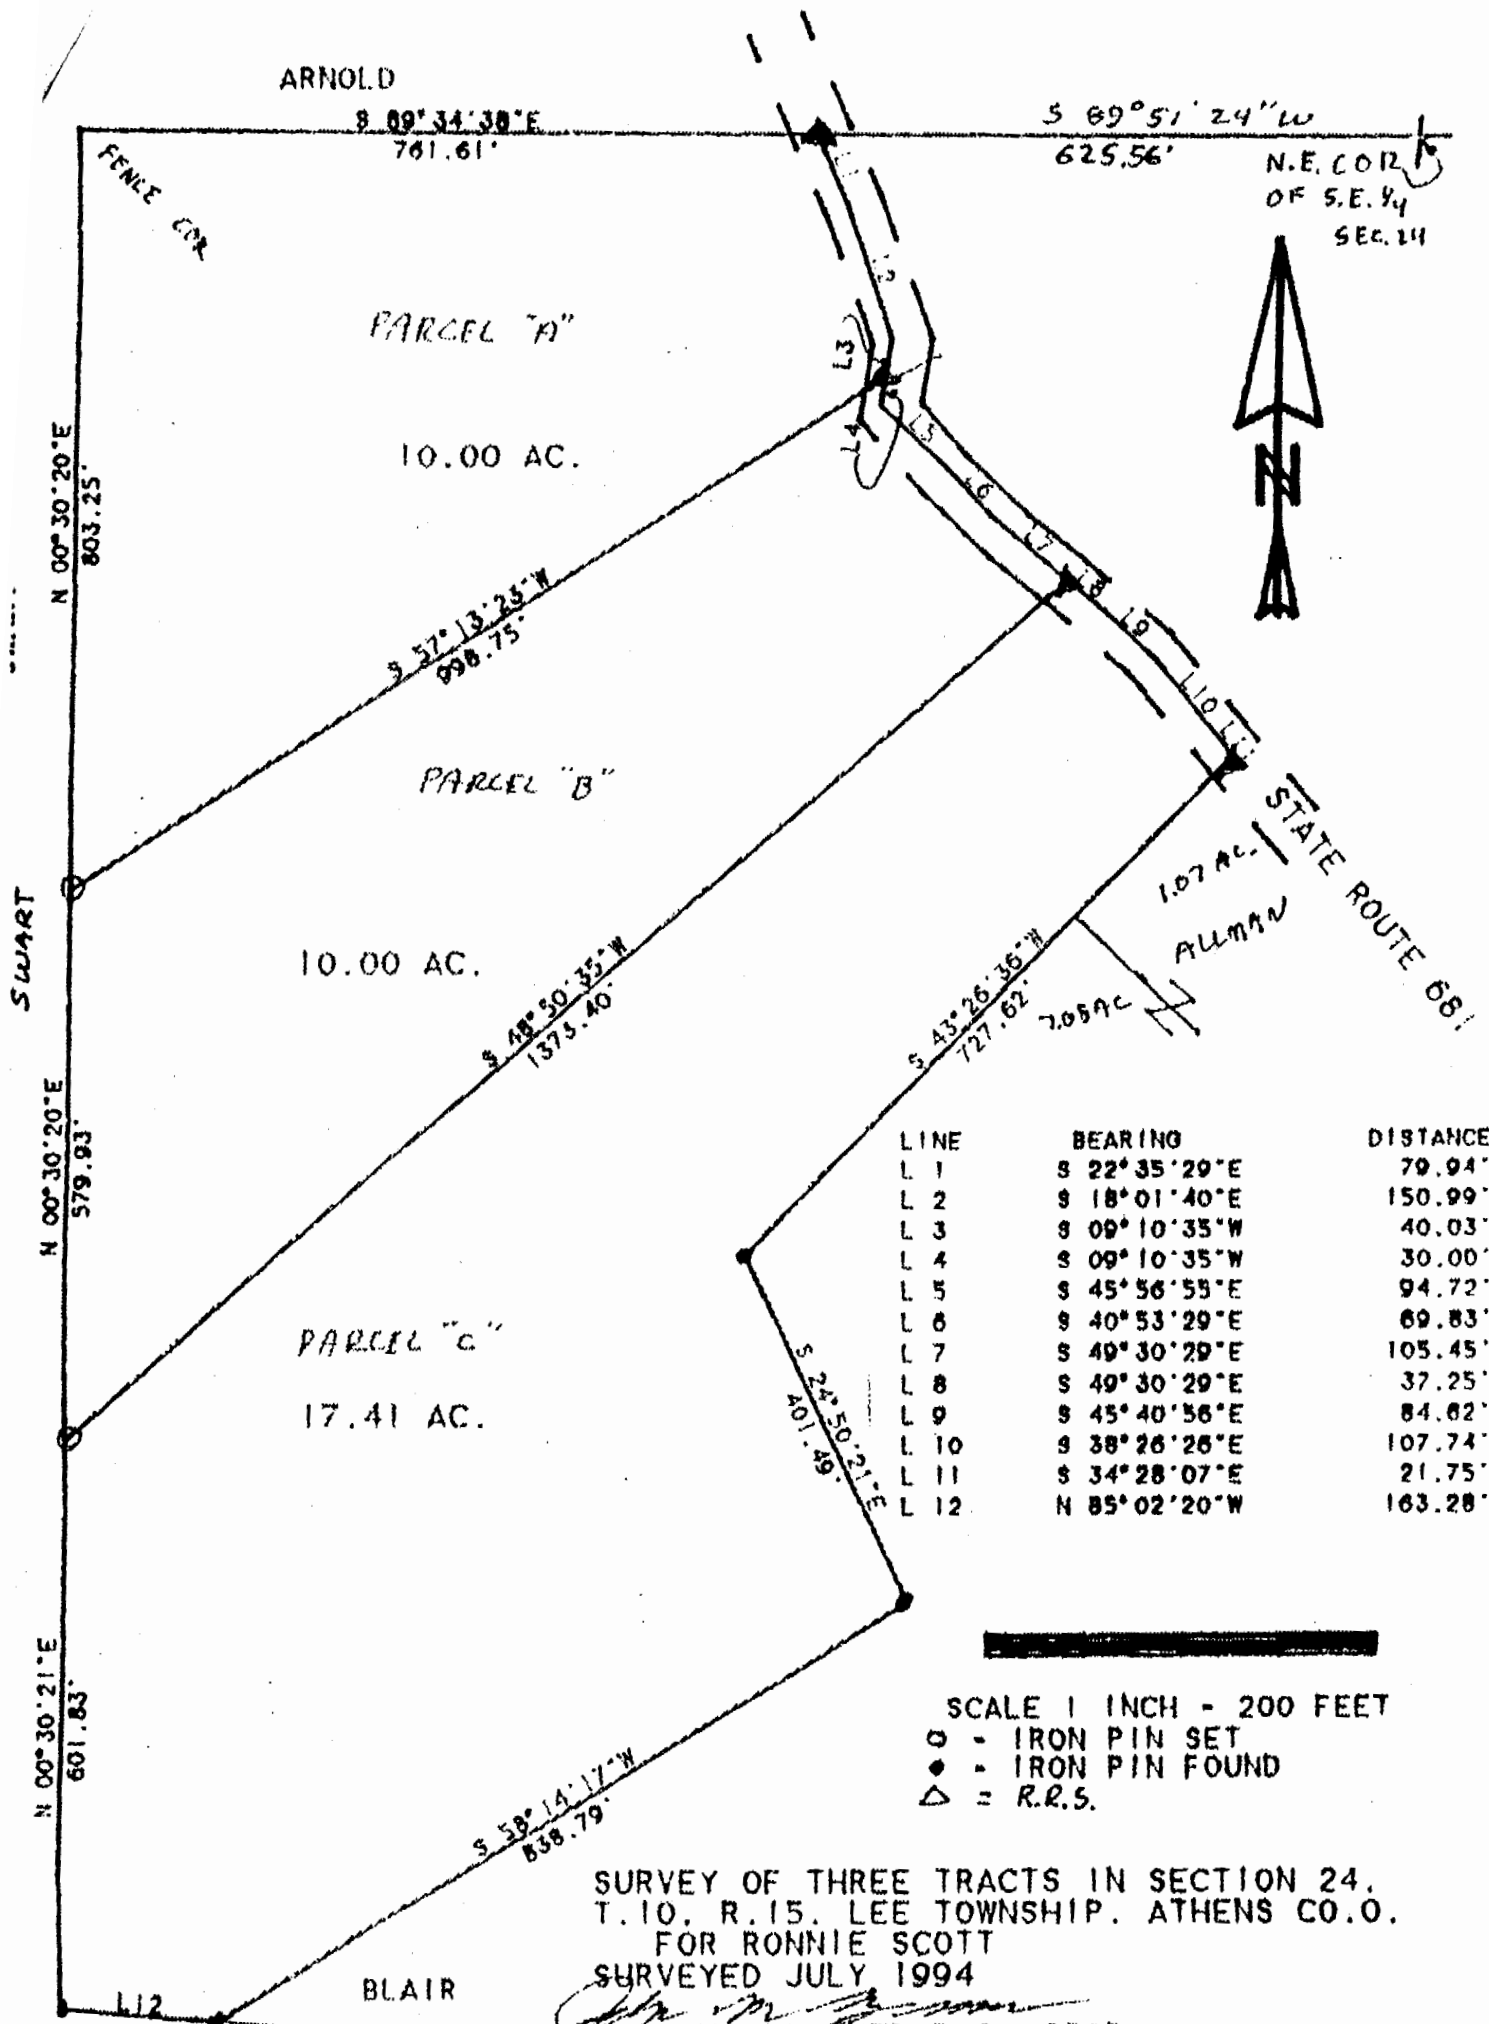 ARNOLD
S 89°34'38"E
761.61'
S 89°51'24"W
625.56'
N.E. COR
OF S.E. 1/4
SEC. 24
FENCE COR
PARCEL "A"
10.00 AC.
N 00°30'20"E
803.25'
L3
L4
L5
L6
L7
L8
L9
L10
S 57°13'23"W
998.75'
PARCEL "B"
10.00 AC.
SWART
S 48°50'35"W
1373.40'
STATE ROUTE 681
1.07 AC.
ALLMAN
7.05 AC
S 43°26'36"W
727.62'
N 00°30'20"E
579.93'
LINE BEARING DISTANCE
L 1 S 22°35'29"E 79.94'
L 2 S 18°01'40"E 150.99'
L 3 S 09°10'35"W 40.03'
L 4 S 09°10'35"W 30.00'
L 5 S 45°56'55"E 94.72'
L 6 S 40°53'29"E 69.83'
L 7 S 49°30'29"E 105.45'
L 8 S 49°30'29"E 37.25'
L 9 S 45°40'56"E 84.62'
L 10 S 38°26'26"E 107.74'
L 11 S 34°28'07"E 21.75'
L 12 N 85°02'20"W 163.28'
PARCEL "C"
17.41 AC.
S 24°50'21"E
401.49'
N 00°30'21"E
601.83'
S 58°14'17"W
838.79'
SCALE 1 INCH - 200 FEET
O - IRON PIN SET
● - IRON PIN FOUND
△ = R.R.S.
SURVEY OF THREE TRACTS IN SECTION 24.
T.10. R.15. LEE TOWNSHIP. ATHENS CO.O.
FOR RONNIE SCOTT
SURVEYED JULY 1994
BLAIR
L12